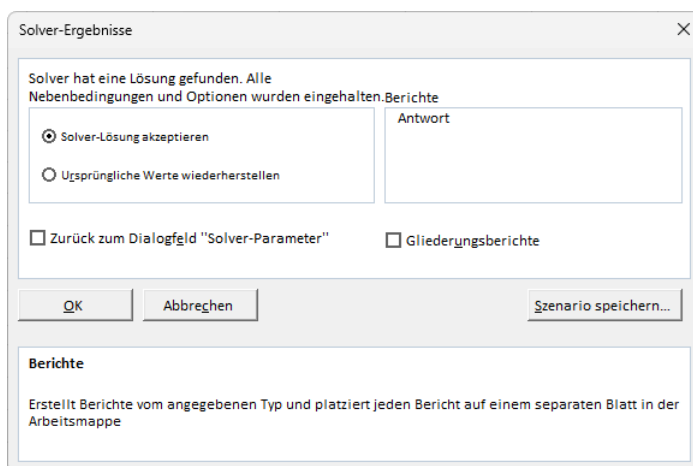 Solver-Ergebnisse
Solver hat eine Lösung gefunden. Alle
Nebenbedingungen und Optionen wurden eingehalten.
Berichte
Antwort
Solver-Lösung akzeptieren
Ursprüngliche Werte wiederherstellen
Zurück zum Dialogfeld "Solver-Parameter"
Gliederungsberichte
OK
Abbrechen
Szenario speichern...
Berichte
Erstellt Berichte vom angegebenen Typ und platziert jeden Bericht auf einem separaten Blatt in der
Arbeitsmappe